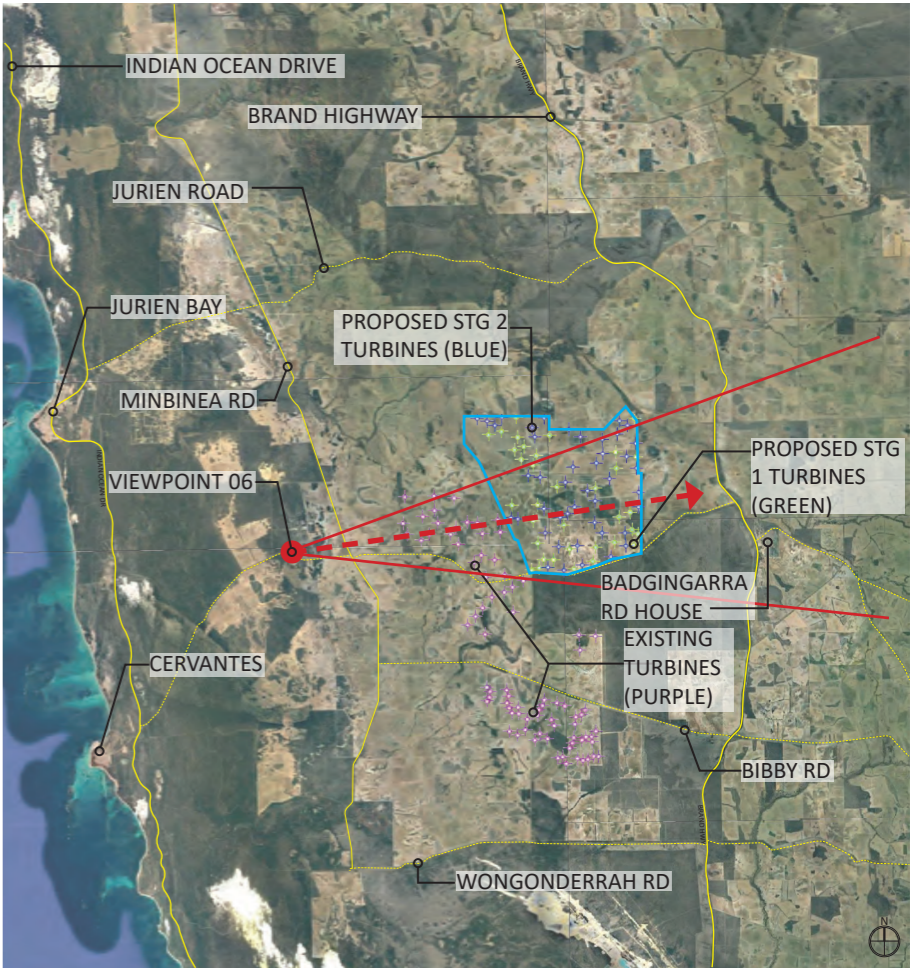 INDIAN OCEAN DRIVE
BRAND HIGHWAY
JURIEN ROAD
JURIEN BAY
PROPOSED STG 2
TURBINES (BLUE)
MINBINEA RD
VIEWPOINT 06
PROPOSED STG
1 TURBINES
(GREEN)
BADGINGARRA
RD HOUSE
EXISTING
TURBINES
(PURPLE)
CERVANTES
BIBBY RD
WONGONDERRAH RD
N